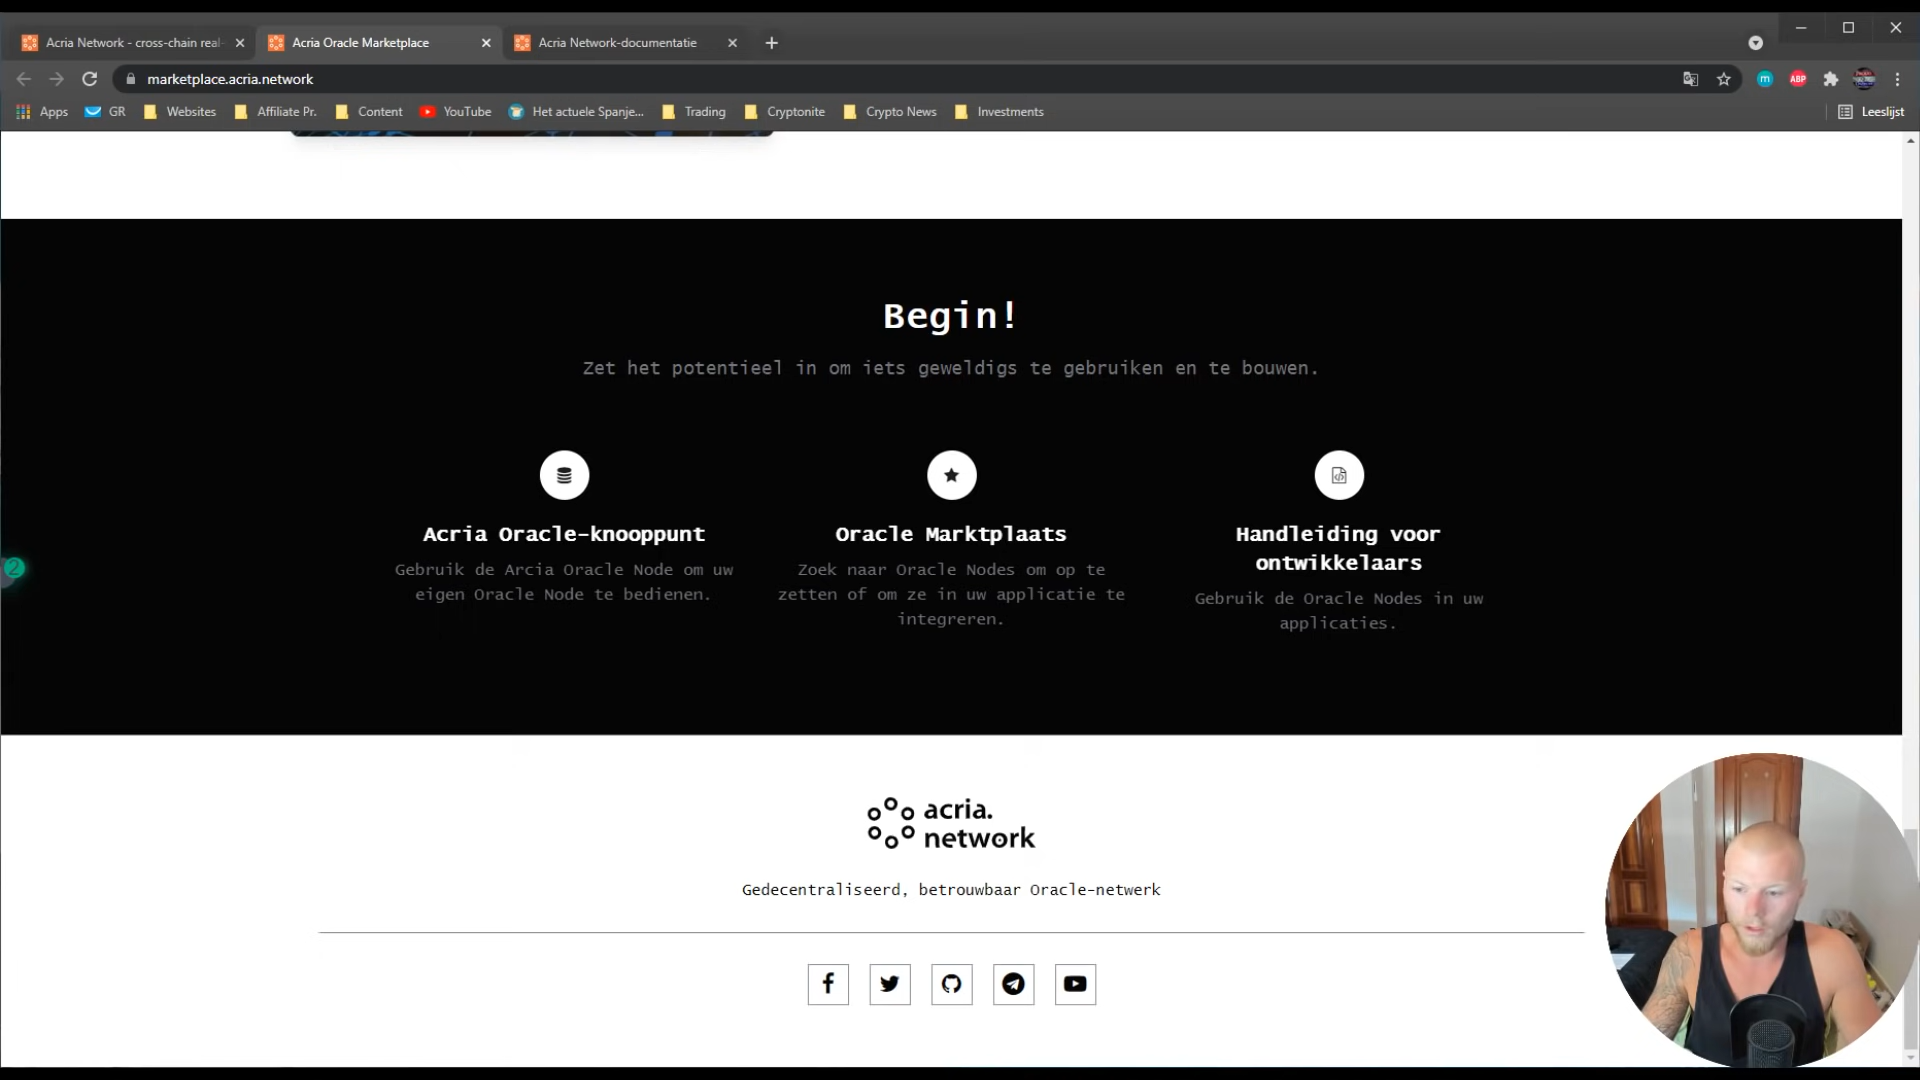 Acria Network - cross-chain real-
Acria Oracle Marketplace
Acria Network-documentatie
marketplace.acria.network
m
ABP
Apps
GR
Websites
Affiliate Pr.
Content
YouTube
Het actuele Spanje...
Trading
Cryptonite
Crypto News
Investments
Leeslijst
Begin!
Zet het potentieel in om iets geweldigs te gebruiken en te bouwen.
Acria Oracle-knooppunt
Gebruik de Arcia Oracle Node om uw
eigen Oracle Node te bedienen.
Oracle Marktplaats
Zoek naar Oracle Nodes om op te
zetten of om ze in uw applicatie te
integreren.
Handleiding voor
ontwikkelaars
Gebruik de Oracle Nodes in uw
applicaties.
2
acria.
network
Gedecentraliseerd, betrouwbaar Oracle-netwerk